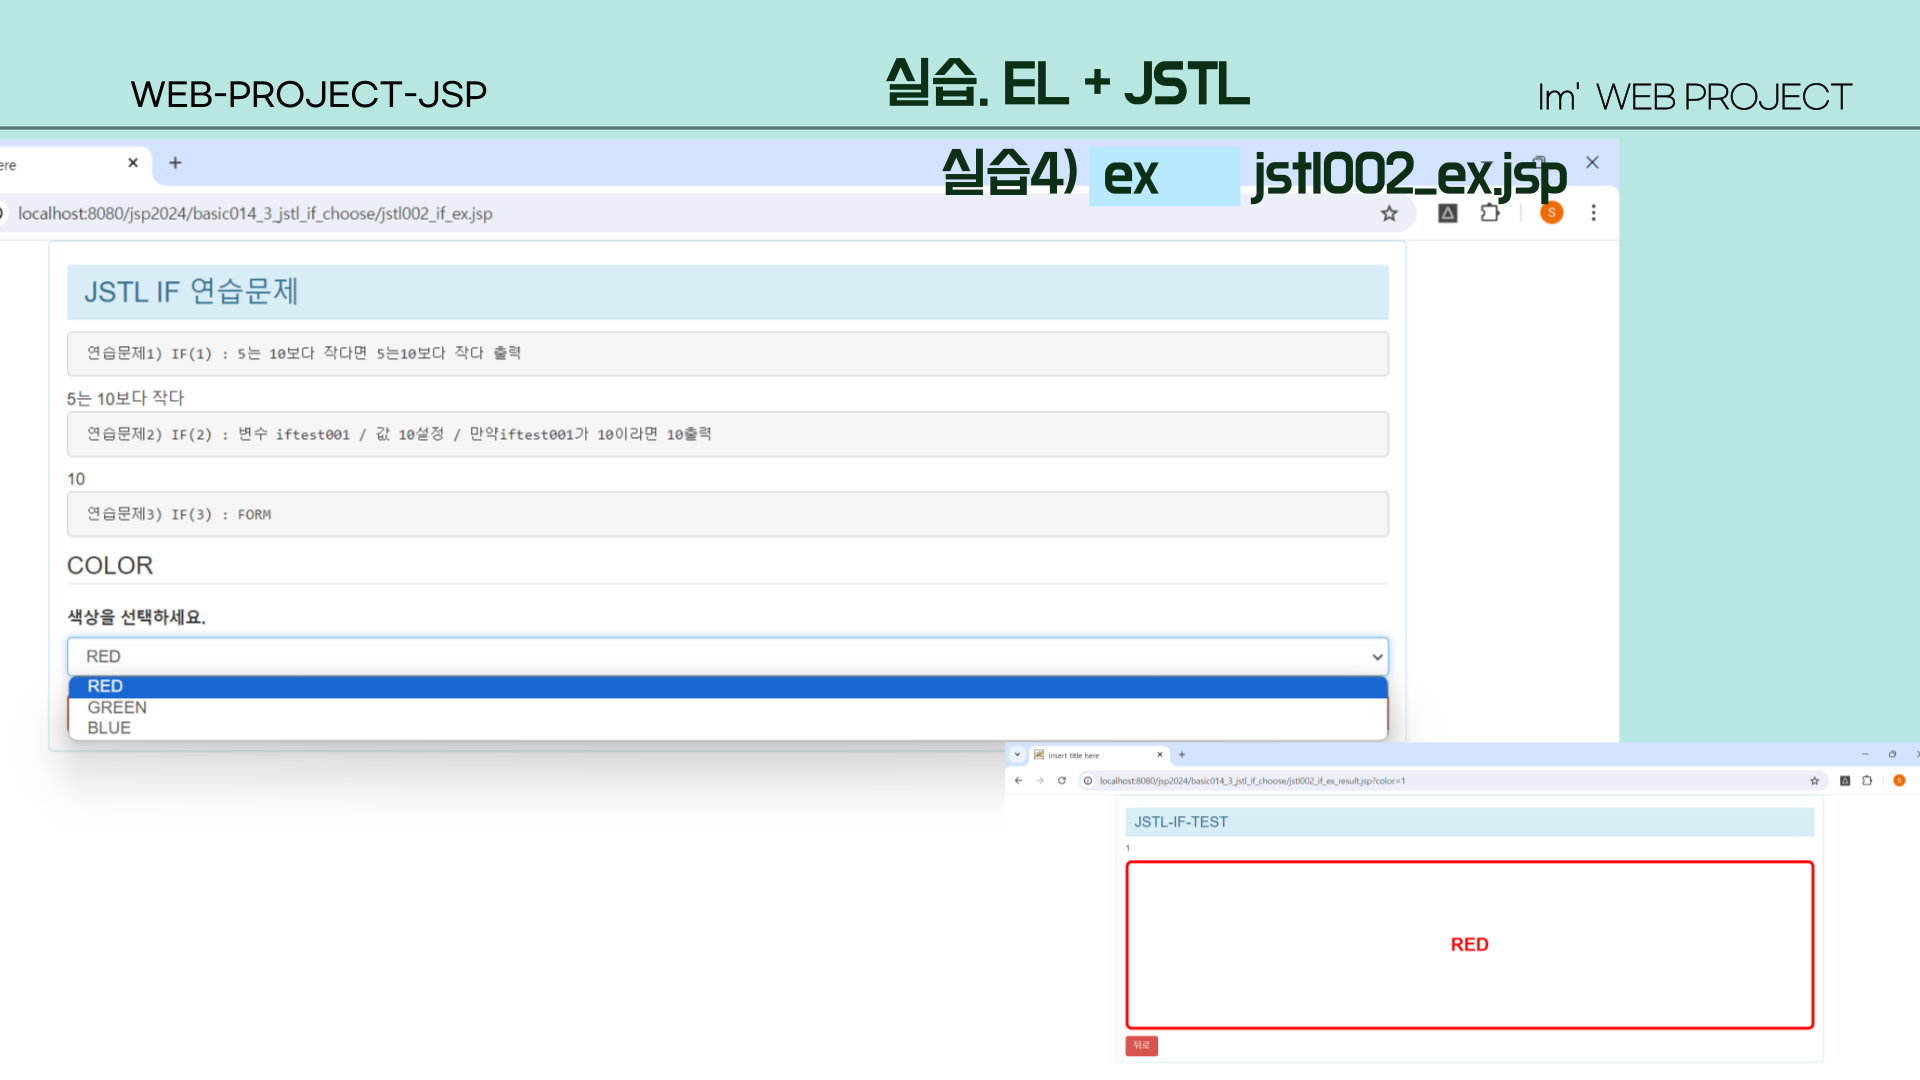 WEB-PROJECT-JSP
실습. EL + JSTL
Im' WEB PROJECT
실습4) ex jstl002_ex.jsp
ere
localhost:8080/jsp2024/basic014_3_jstl_if_choose/jstl002_if_ex.jsp
S
JSTL IF 연습문제
연습문제1) IF(1) : 5는 10보다 작다면 5는10보다 작다 출력
5는 10보다 작다
연습문제2) IF(2) : 변수 iftest001 / 값 10설정 / 만약iftest001가 10이라면 10출력
10
연습문제3) IF(3) : FORM
COLOR
색상을 선택하세요.
RED
RED
GREEN
BLUE
Insert title here
localhost:8080/jsp2024/basic014_3_jstl_if_choose/jstl002_if_ex_result.jsp?color=1
S
JSTL-IF-TEST
1
RED
뒤로